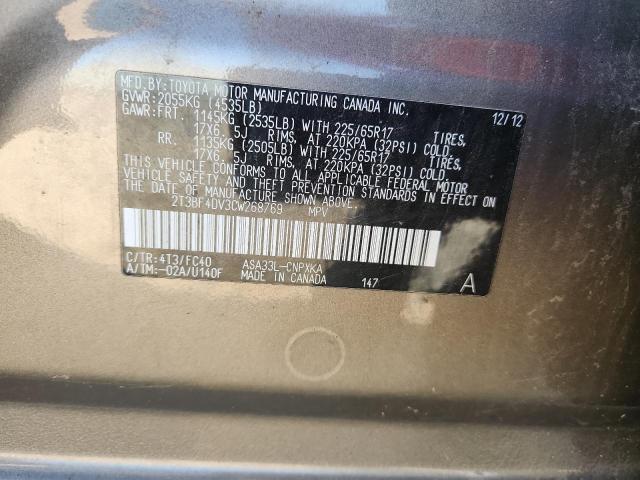 MFD.BY:TOYOTA MOTOR MANUFACTURING CANADA INC.
GVWR:2055KG (4535LB) 12/12
GAWR:FRT. 1145KG (2535LB) WITH 225/65R17 TIRES,
17X6.5J RIMS, AT 220KPA (32PSI) COLD.
RR. 1135KG (2505LB) WITH 225/65R17 TIRES,
17X6.5J RIMS, AT 220KPA (32PSI) COLD.
THIS VEHICLE CONFORMS TO ALL APPLICABLE FEDERAL MOTOR
VEHICLE SAFETY AND THEFT PREVENTION STANDARDS IN EFFECT ON
THE DATE OF MANUFACTURE SHOWN ABOVE.
2T3BF4DV3CW268769 MPV
C/TR:4T3/FC40 ASA33L-CNPXKA
A/TM:-02A/U140F MADE IN CANADA 147 A